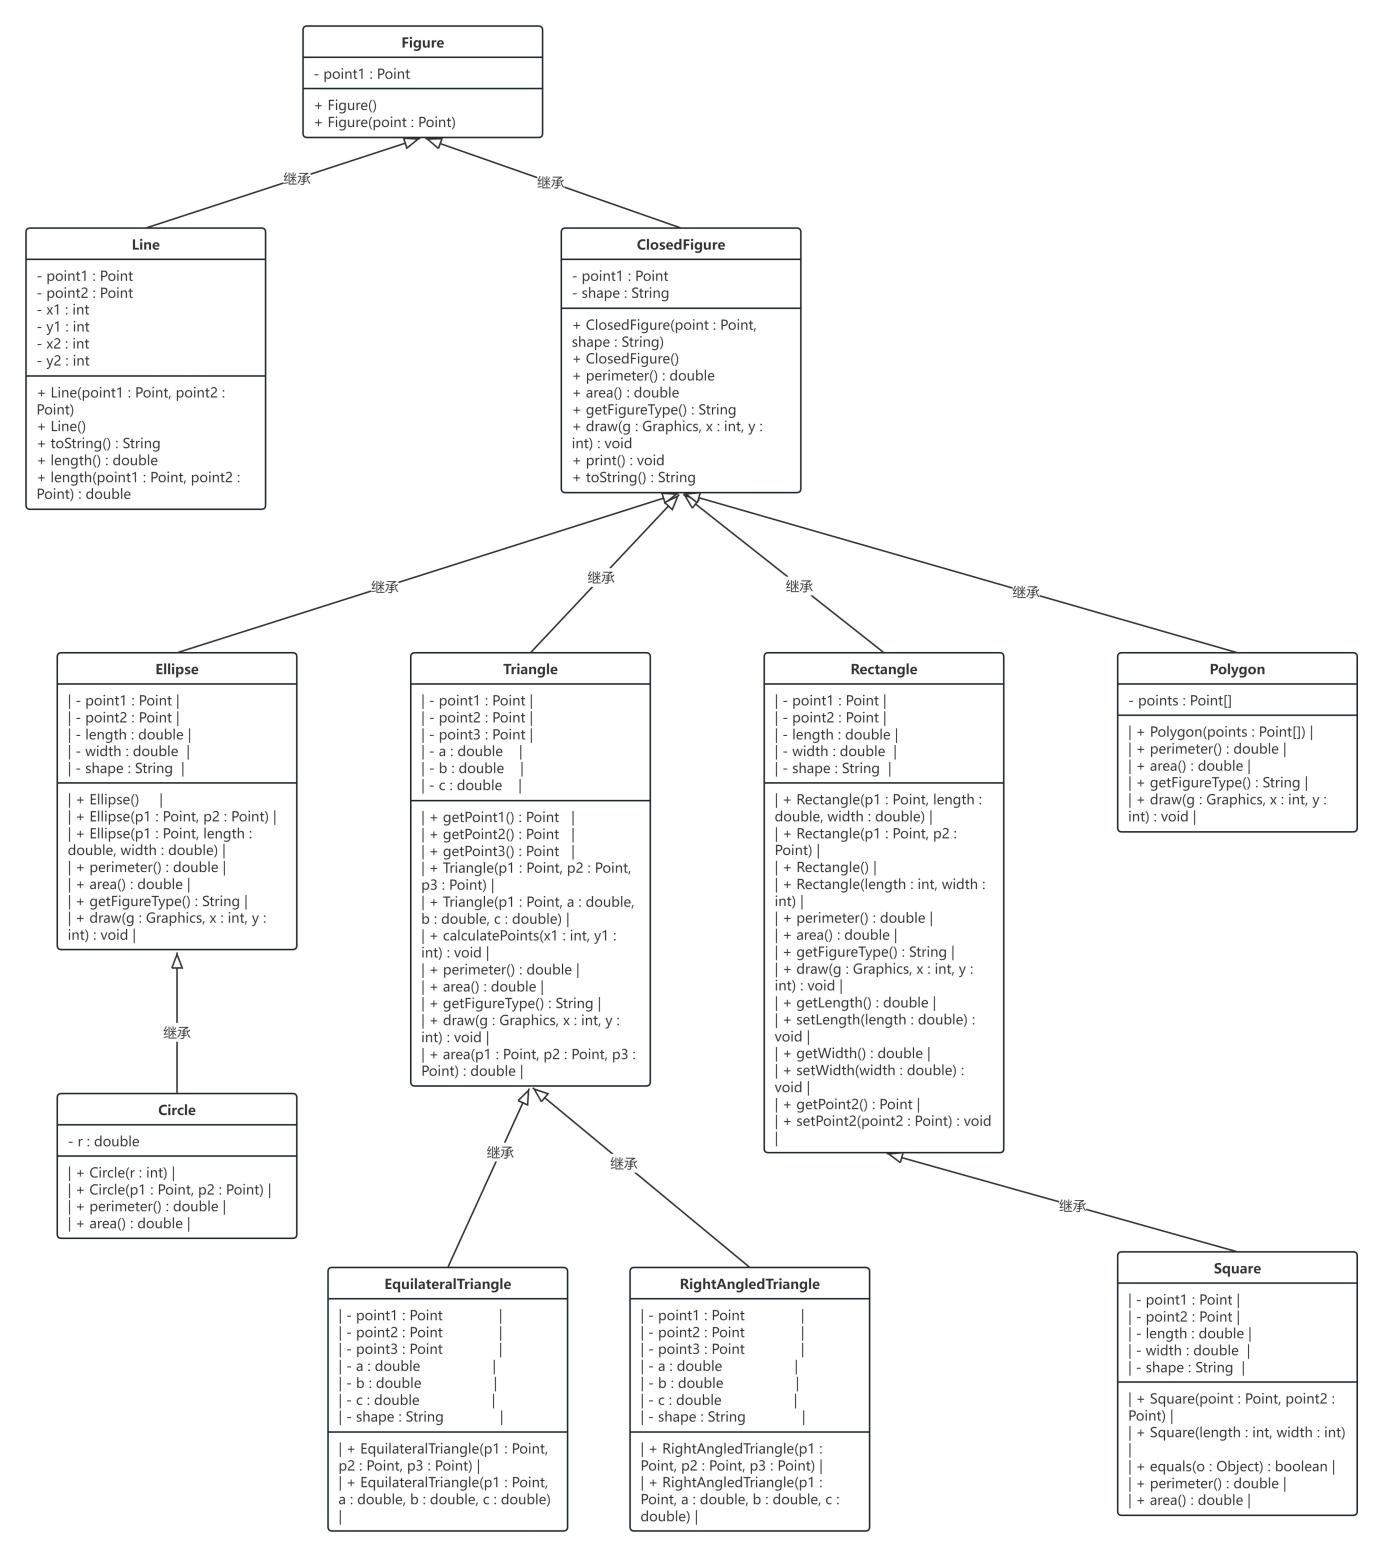 Figure
- point1 : Point
+ Figure()
+ Figure(point : Point)
继承
继承
Line
- point1 : Point
- point2 : Point
- x1 : int
- y1 : int
- x2 : int
- y2 : int
+ Line(point1 : Point, point2 :
Point)
+ Line()
+ toString() : String
+ length() : double
+ length(point1 : Point, point2 :
Point) : double
ClosedFigure
- point1 : Point
- shape : String
+ ClosedFigure(point : Point,
shape : String)
+ ClosedFigure()
+ perimeter() : double
+ area() : double
+ getFigureType() : String
+ draw(g : Graphics, x : int, y :
int) : void
+ print() : void
+ toString() : String
继承
继承
继承
继承
Ellipse
| - point1 : Point |
| - point2 : Point |
| - length : double |
| - width : double  |
| - shape : String  |
| + Ellipse()     |
| + Ellipse(p1 : Point, p2 : Point) |
| + Ellipse(p1 : Point, length :
double, width : double) |
| + perimeter() : double |
| + area() : double |
| + getFigureType() : String |
| + draw(g : Graphics, x : int, y :
int) : void |
Triangle
| - point1 : Point |
| - point2 : Point |
| - point3 : Point |
| - a : double    |
| - b : double    |
| - c : double    |
| + getPoint1() : Point   |
| + getPoint2() : Point   |
| + getPoint3() : Point   |
| + Triangle(p1 : Point, p2 : Point,
p3 : Point) |
| + Triangle(p1 : Point, a : double,
b : double, c : double) |
| + calculatePoints(x1 : int, y1 :
int) : void |
| + perimeter() : double |
| + area() : double |
| + getFigureType() : String |
| + draw(g : Graphics, x : int, y :
int) : void |
| + area(p1 : Point, p2 : Point, p3 :
Point) : double |
Rectangle
| - point1 : Point |
| - point2 : Point |
| - length : double |
| - width : double  |
| - shape : String  |
| + Rectangle(p1 : Point, length :
double, width : double) |
| + Rectangle(p1 : Point, p2 :
Point) |
| + Rectangle() |
| + Rectangle(length : int, width :
int) |
| + perimeter() : double |
| + area() : double |
| + getFigureType() : String |
| + draw(g : Graphics, x : int, y :
int) : void |
| + getLength() : double |
| + setLength(length : double) :
void |
| + getWidth() : double |
| + setWidth(width : double) :
void |
| + getPoint2() : Point |
| + setPoint2(point2 : Point) : void
|
Polygon
- points : Point[]
| + Polygon(points : Point[]) |
| + perimeter() : double |
| + area() : double |
| + getFigureType() : String |
| + draw(g : Graphics, x : int, y :
int) : void |
继承
Circle
- r : double
| + Circle(r : int) |
| + Circle(p1 : Point, p2 : Point) |
| + perimeter() : double |
| + area() : double |
继承
继承
继承
EquilateralTriangle
| - point1 : Point              |
| - point2 : Point              |
| - point3 : Point              |
| - a : double                  |
| - b : double                  |
| - c : double                  |
| - shape : String              |
| + EquilateralTriangle(p1 : Point,
p2 : Point, p3 : Point) |
| + EquilateralTriangle(p1 : Point,
a : double, b : double, c : double)
|
RightAngledTriangle
| - point1 : Point              |
| - point2 : Point              |
| - point3 : Point              |
| - a : double                  |
| - b : double                  |
| - c : double                  |
| - shape : String              |
| + RightAngledTriangle(p1 :
Point, p2 : Point, p3 : Point) |
| + RightAngledTriangle(p1 :
Point, a : double, b : double, c :
double) |
Square
| - point1 : Point |
| - point2 : Point |
| - length : double |
| - width : double  |
| - shape : String  |
| + Square(point : Point, point2 :
Point) |
| + Square(length : int, width : int)
|
| + equals(o : Object) : boolean |
| + perimeter() : double |
| + area() : double |